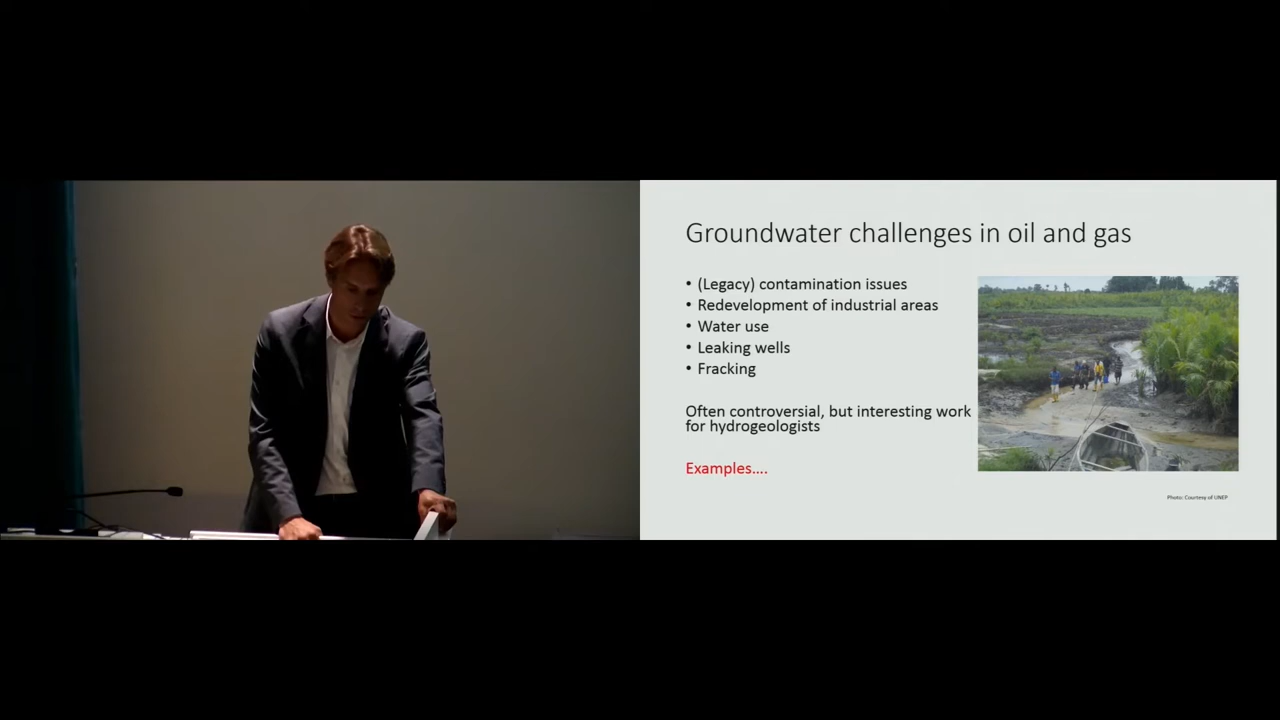 Groundwater challenges in oil and gas
• (Legacy) contamination issues
• Redevelopment of industrial areas
• Water use
• Leaking wells
• Fracking
Often controversial, but interesting work
for hydrogeologists
Examples....
Photo: Courtesy of UNEP